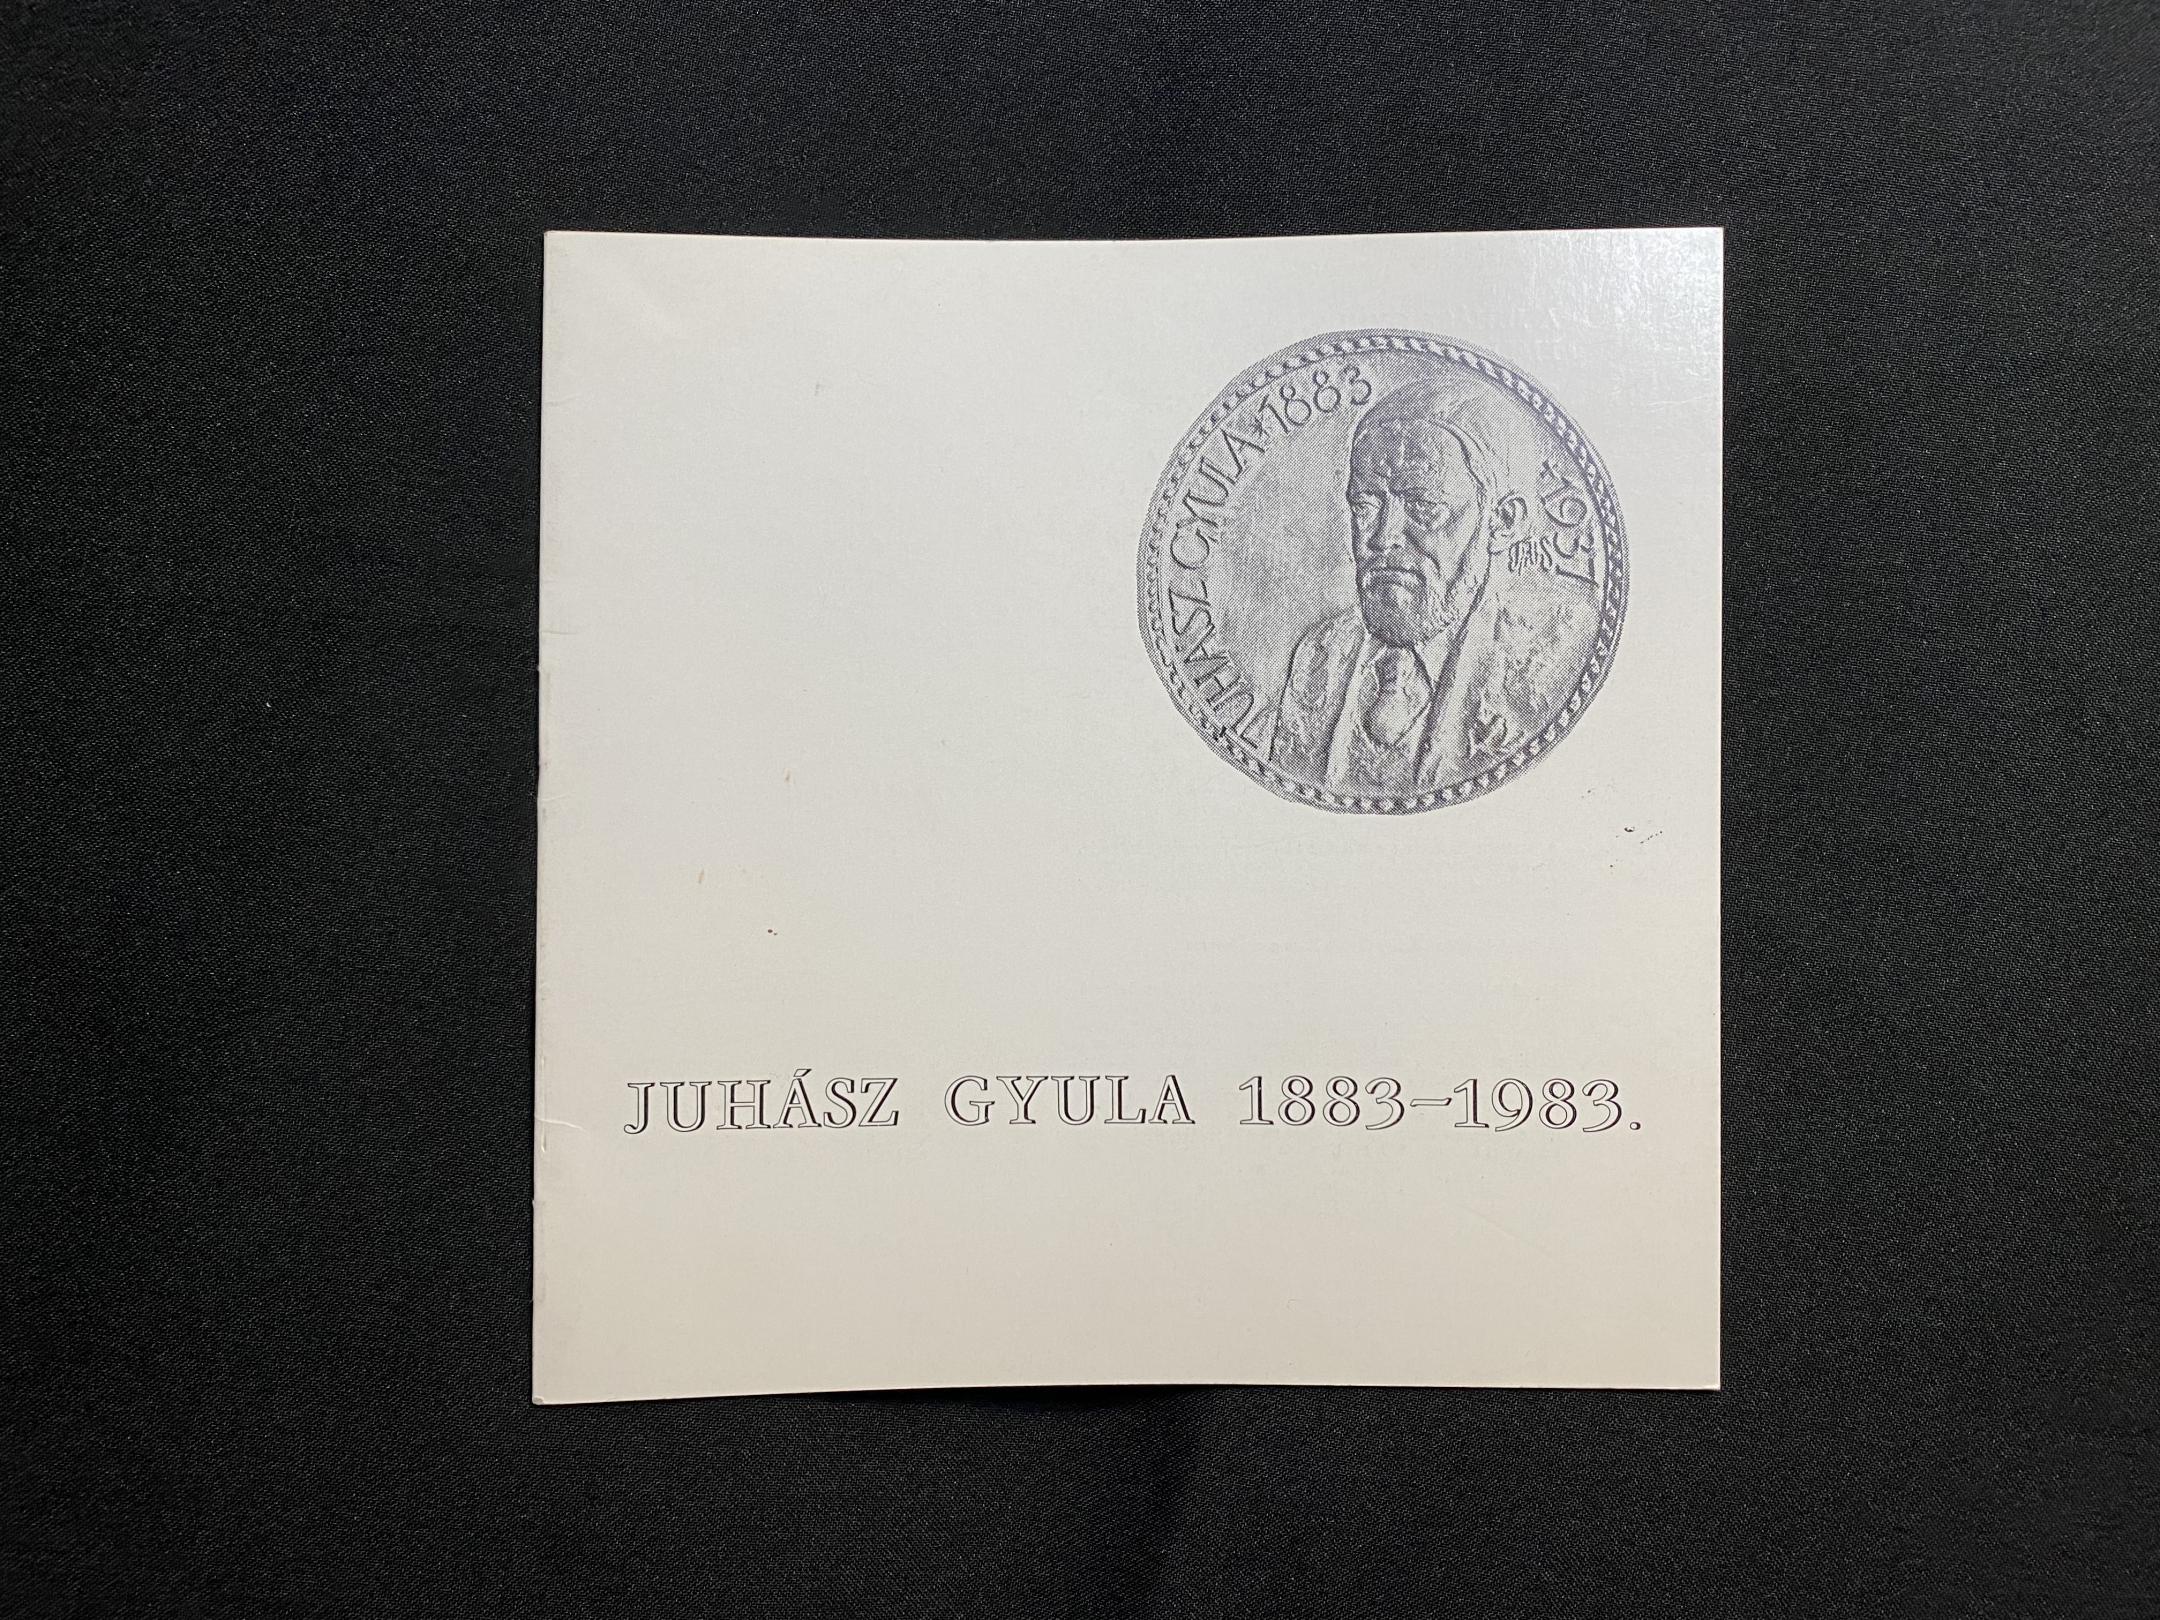 JUHÁSZ GYULA * 1883
† 1937
JUHÁSZ GYULA 1883-1983.